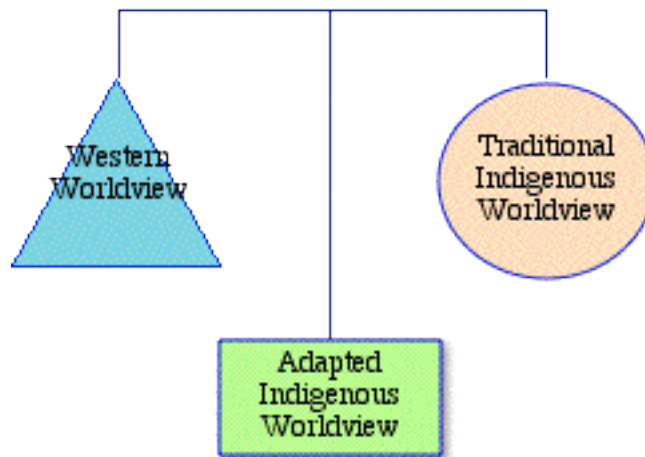 Western
Worldview
Traditional
Indigenous
Worldview
Adapted
Indigenous
Worldview